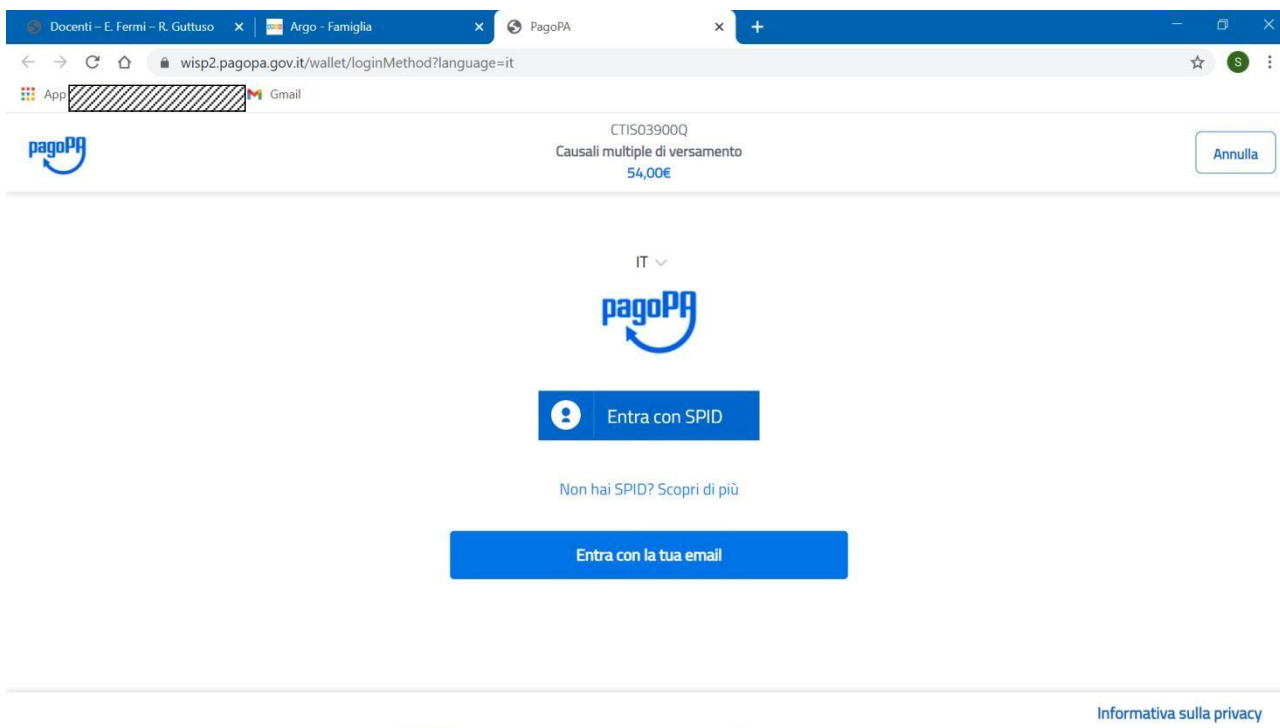 Docenti – E. Fermi – R. Guttuso
Argo - Famiglia
PagoPA
wisp2.pagopa.gov.it/wallet/loginMethod?language=it
S
App
Gmail
pagoPA
CTIS03900Q
Causali multiple di versamento
54,00€
Annulla
IT
pagoPA
Entra con SPID
Non hai SPID? Scopri di più
Entra con la tua email
Informativa sulla privacy